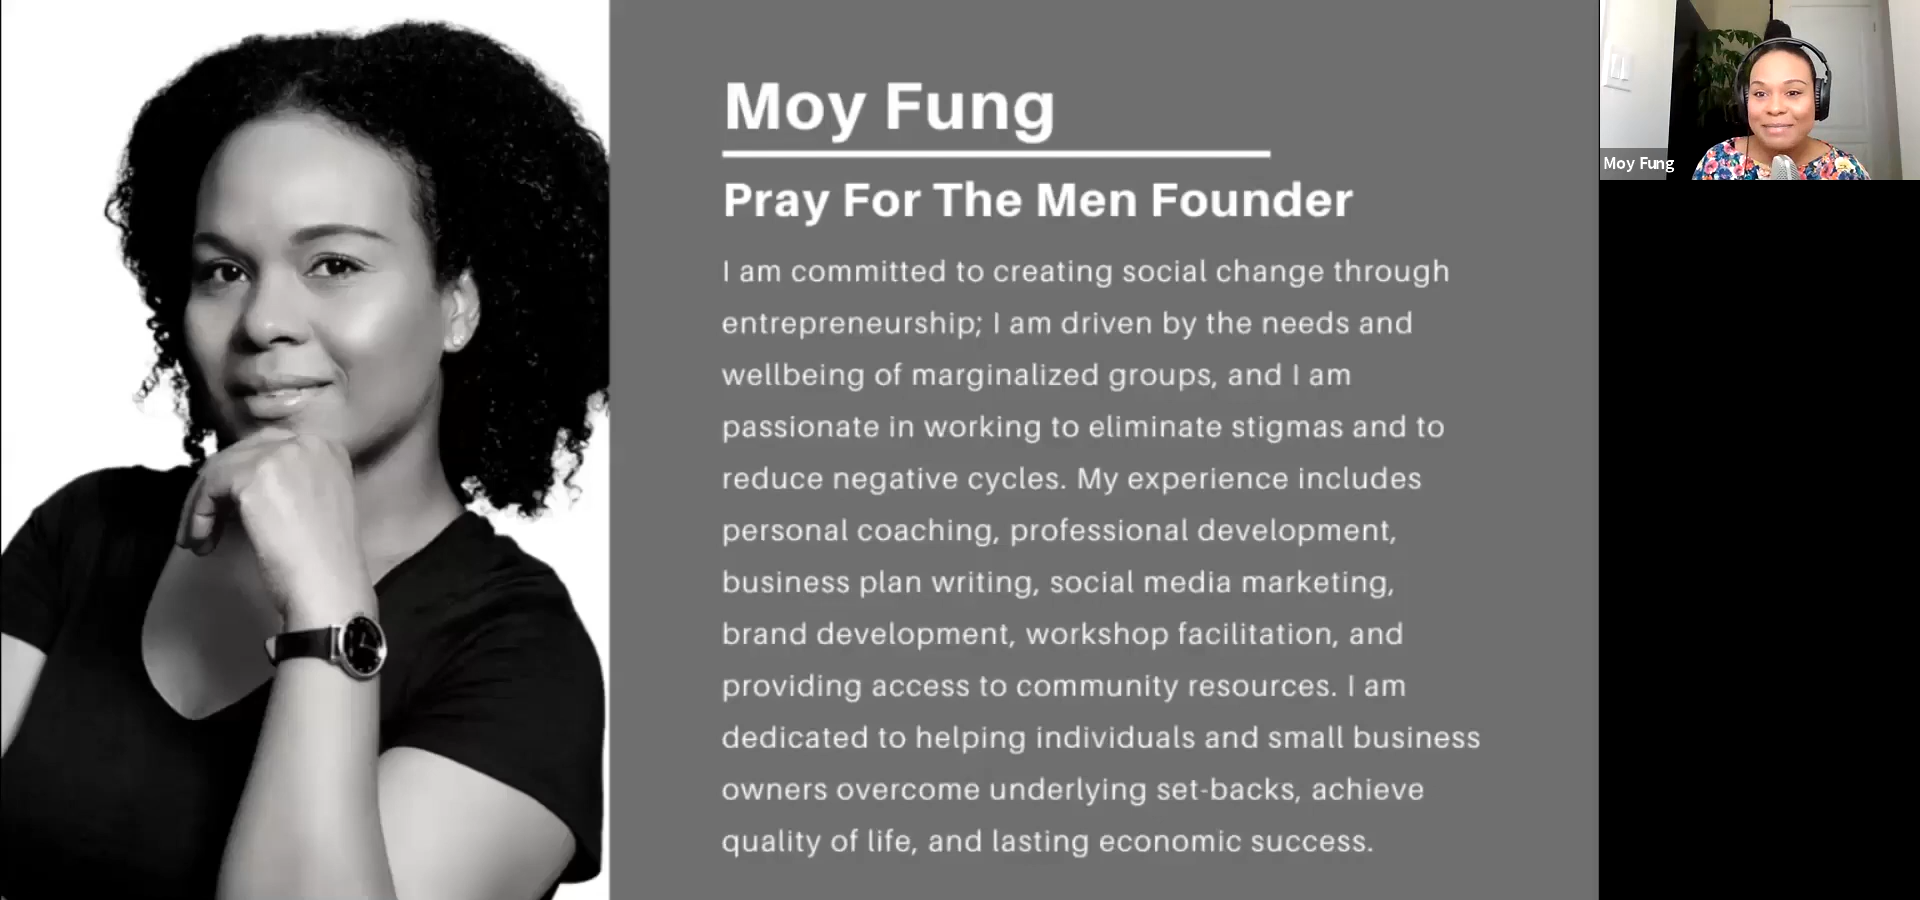 Moy Fung
Pray For The Men Founder
I am committed to creating social change through
entrepreneurship; I am driven by the needs and
wellbeing of marginalized groups, and I am
passionate in working to eliminate stigmas and to
reduce negative cycles. My experience includes
personal coaching, professional development,
business plan writing, social media marketing,
brand development, workshop facilitation, and
providing access to community resources. I am
dedicated to helping individuals and small business
owners overcome underlying set-backs, achieve
quality of life, and lasting economic success.
Moy Fung